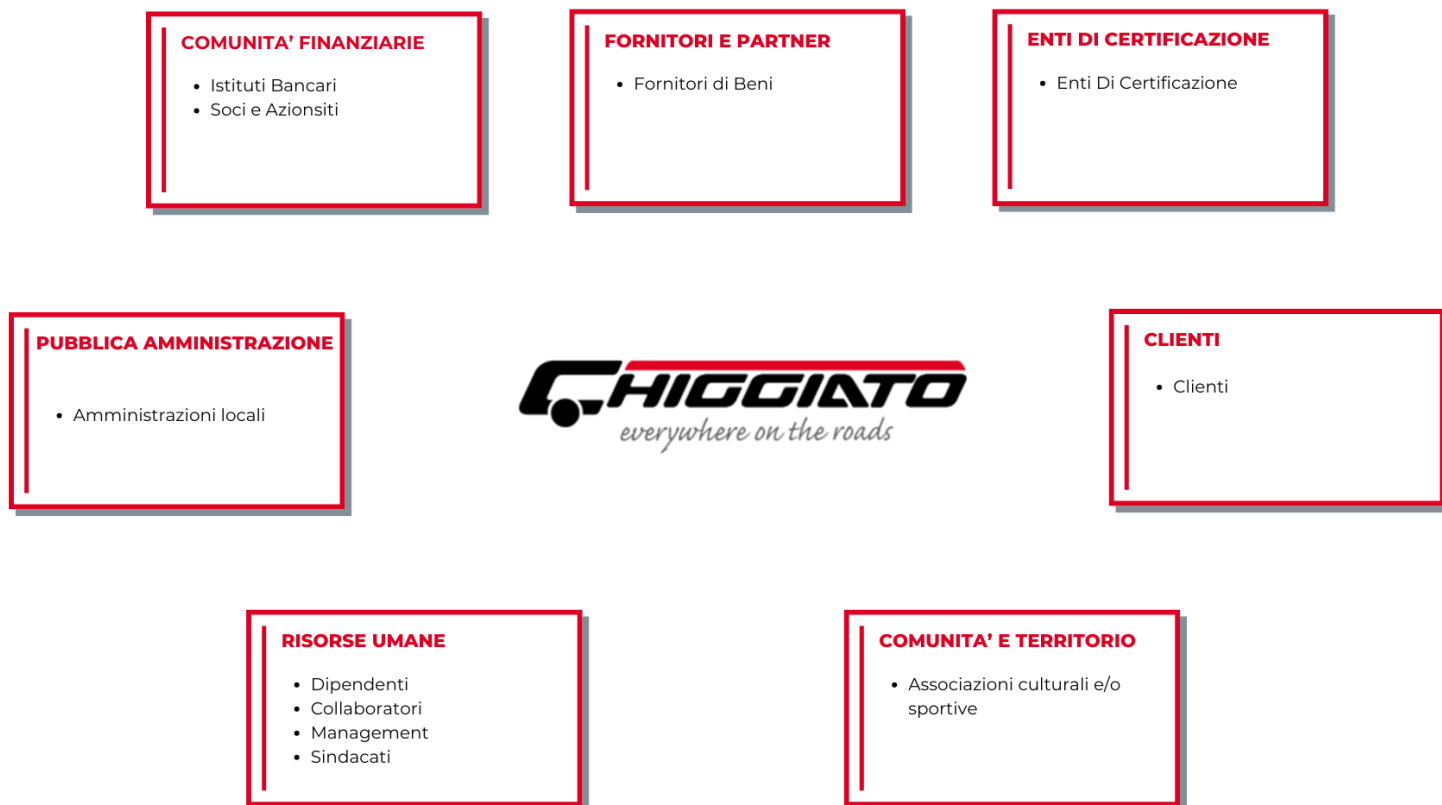 COMUNITA’ FINANZIARIE
• Istituti Bancari
• Soci e Azionsiti
FORNITORI E PARTNER
• Fornitori di Beni
ENTI DI CERTIFICAZIONE
• Enti Di Certificazione
PUBBLICA AMMINISTRAZIONE
• Amministrazioni locali
CHIGGIATO
everywhere on the roads
CLIENTI
• Clienti
RISORSE UMANE
• Dipendenti
• Collaboratori
• Management
• Sindacati
COMUNITA’ E TERRITORIO
• Associazioni culturali e/o
sportive